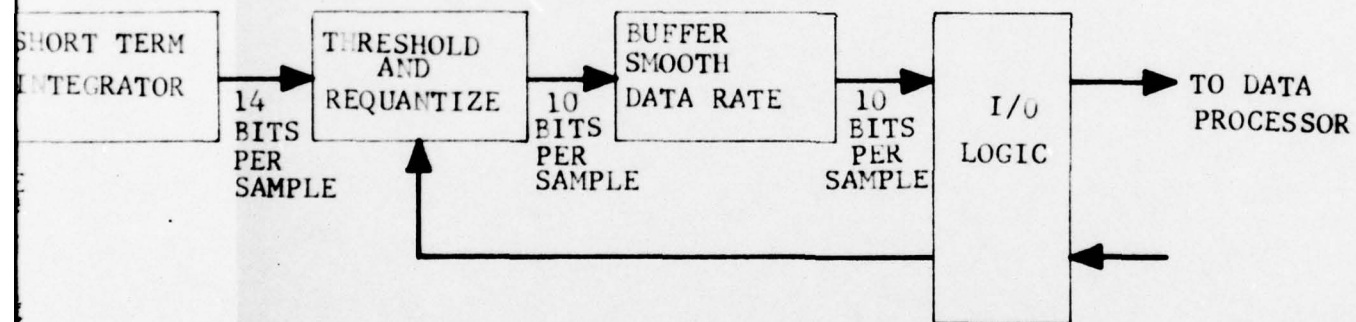 SHORT TERM
INTEGRATOR
14
BITS
PER
SAMPLE
THRESHOLD
AND
REQUANTIZE
10
BITS
PER
SAMPLE
BUFFER
SMOOTH
DATA RATE
10
BITS
PER
SAMPLE
I/O
LOGIC
TO DATA
PROCESSOR